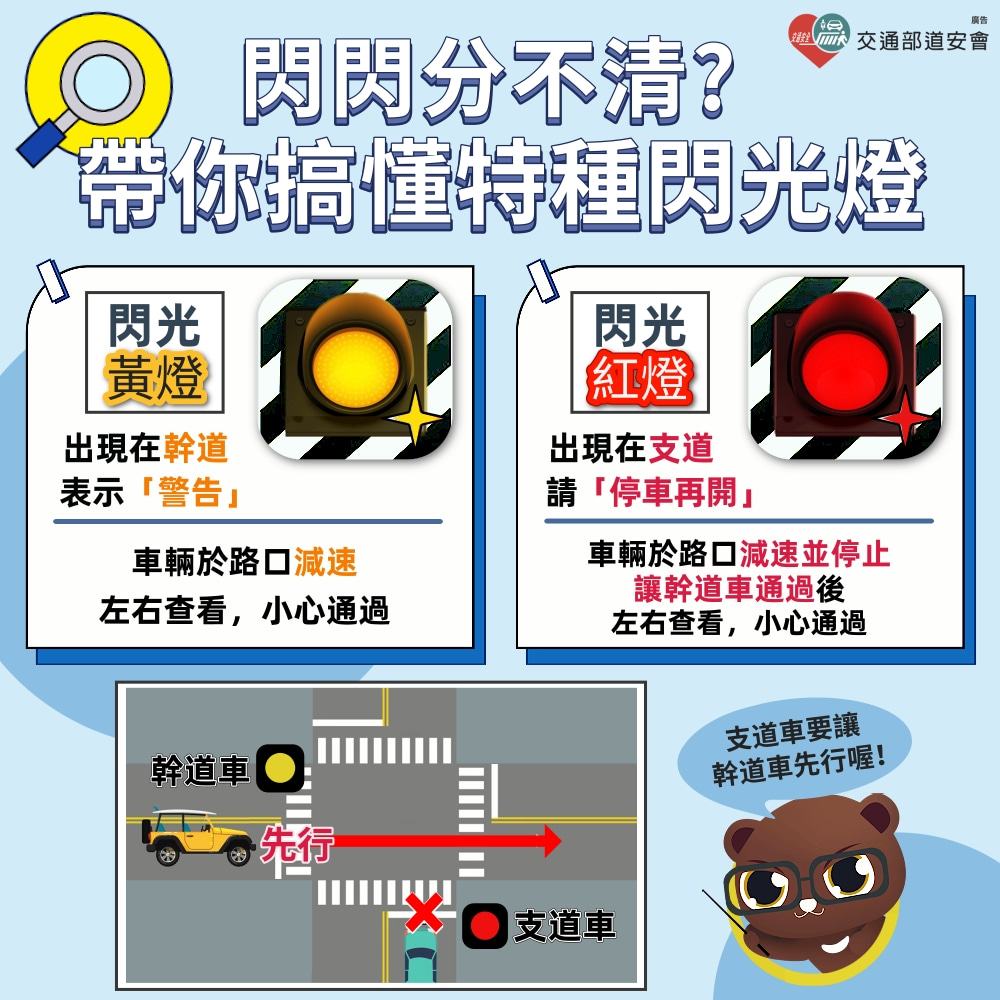 廣告
交通安全
交通部道安會
閃閃分不清?
帶你搞懂特種閃光燈
閃光
黃燈
出現在幹道
表示「警告」
車輛於路口減速
左右查看，小心通過
閃光
紅燈
出現在支道
請「停車再開」
車輛於路口減速並停止
讓幹道車通過後
左右查看，小心通過
幹道車
先行
支道車
支道車要讓
幹道車先行喔!